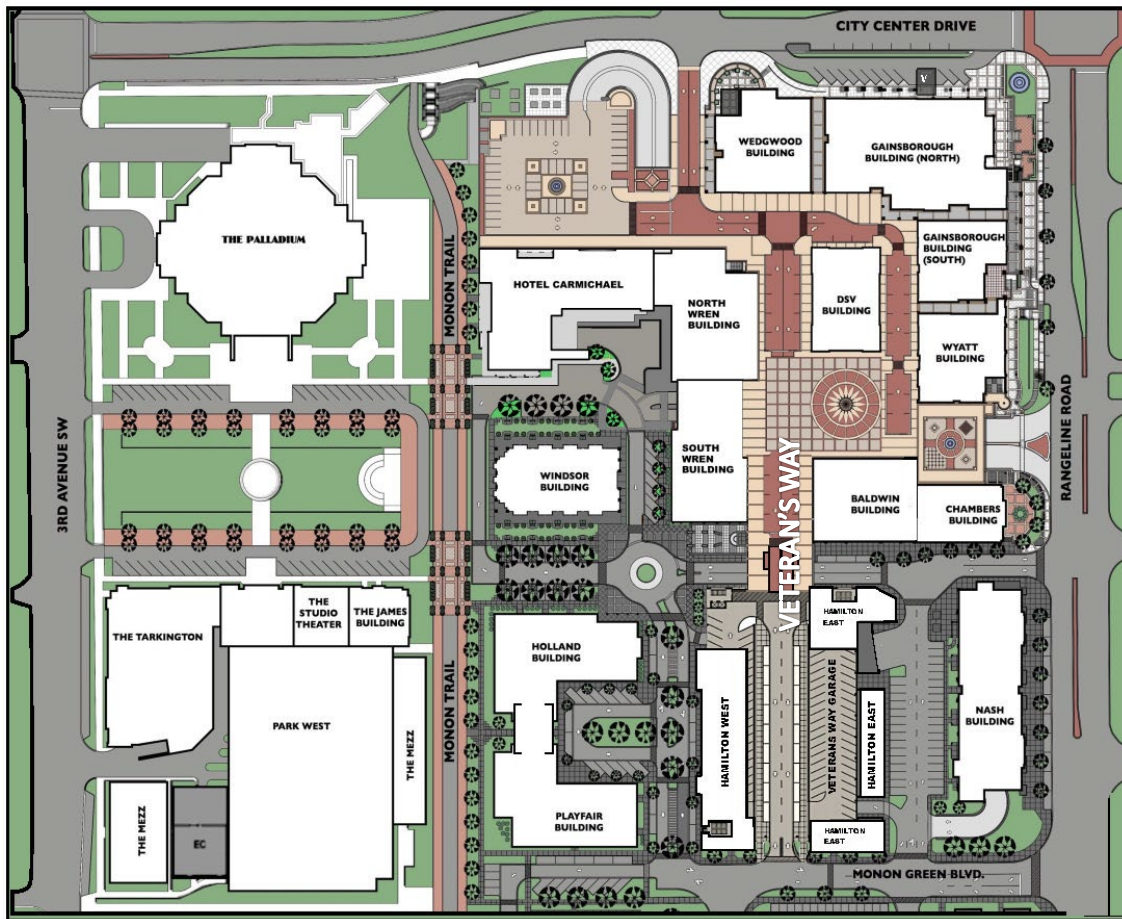 CITY CENTER DRIVE
V
WEDGWOOD
BUILDING
GAINSBOROUGH
BUILDING (NORTH)
THE PALLADIUM
MONON TRAIL
GAINSBOROUGH
BUILDING
(SOUTH)
HOTEL CARMICHAEL
NORTH
WREN
BUILDING
DSV
BUILDING
WYATT
BUILDING
RANGELINE ROAD
3RD AVENUE SW
WINDSOR
BUILDING
SOUTH
WREN
BUILDING
VETERAN'S WAY
BALDWIN
BUILDING
CHAMBERS
BUILDING
THE TARKINGTON
THE
STUDIO
THEATER
THE JAMES
BUILDING
HOLLAND
BUILDING
HAMILTON
EAST
MONON TRAIL
PARK WEST
THE MEZZ
HAMILTON WEST
VETERANS WAY GARAGE
HAMILTON EAST
NASH
BUILDING
THE MEZZ
EC
PLAYFAIR
BUILDING
HAMILTON
EAST
MONON GREEN BLVD.